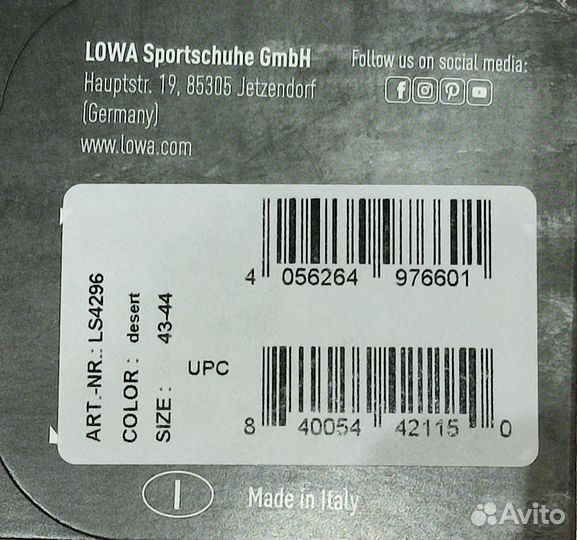 LOWA Sportschuhe GmbH
Hauptstr. 19, 85305 Jetzendorf
(Germany)
www.lowa.com
Follow us on social media:
ART.-NR.: LS4296
COLOR : desert
SIZE : 43-44
4 056264 976601
UPC
8 40054 42115 0
I
Made in Italy
Avito